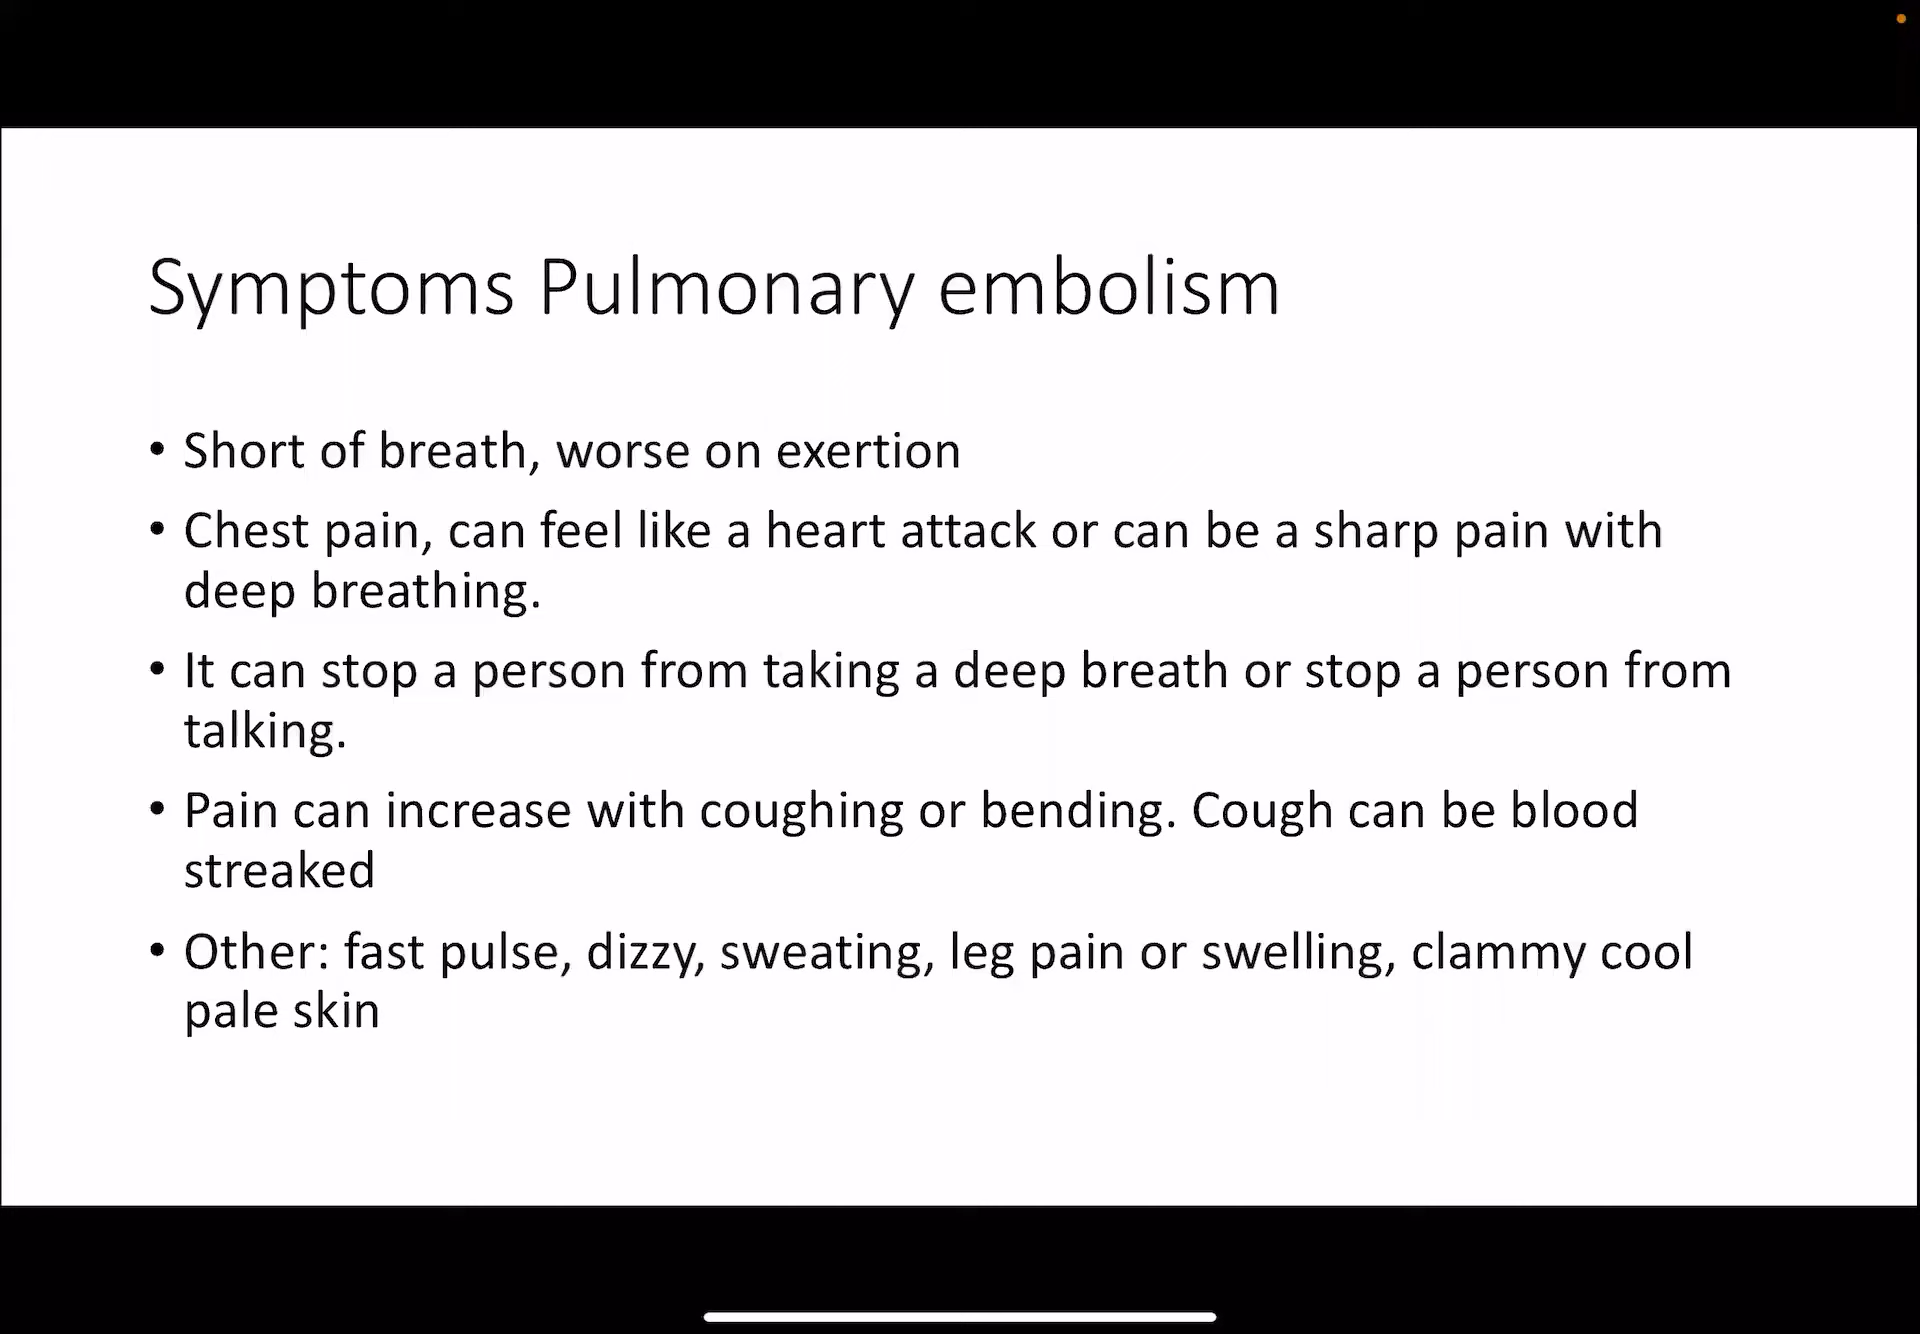 Symptoms Pulmonary embolism
• Short of breath, worse on exertion
• Chest pain, can feel like a heart attack or can be a sharp pain with
deep breathing.
• It can stop a person from taking a deep breath or stop a person from
talking.
• Pain can increase with coughing or bending. Cough can be blood
streaked
• Other: fast pulse, dizzy, sweating, leg pain or swelling, clammy cool
pale skin